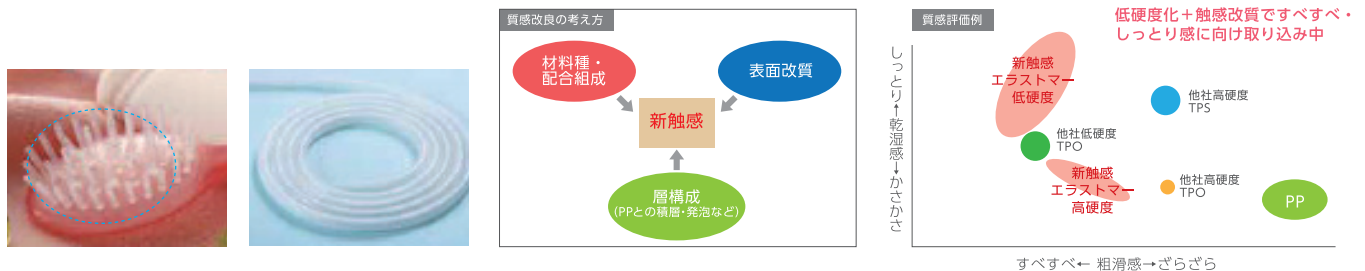 質感改良の考え方
材料種・
配合組成
表面改質
新触感
層構成
(PPとの積層・発泡など)
質感評価例
低硬度化＋触感改質ですべすべ・
しっとり感に向け取り込み中
しっとり←乾湿感→かさかさ
新触感
エラストマー
低硬度
他社高硬度
TPS
他社低硬度
TPO
新触感
エラストマー
高硬度
他社高硬度
TPO
PP
すべすべ← 粗滑感→ざらざら